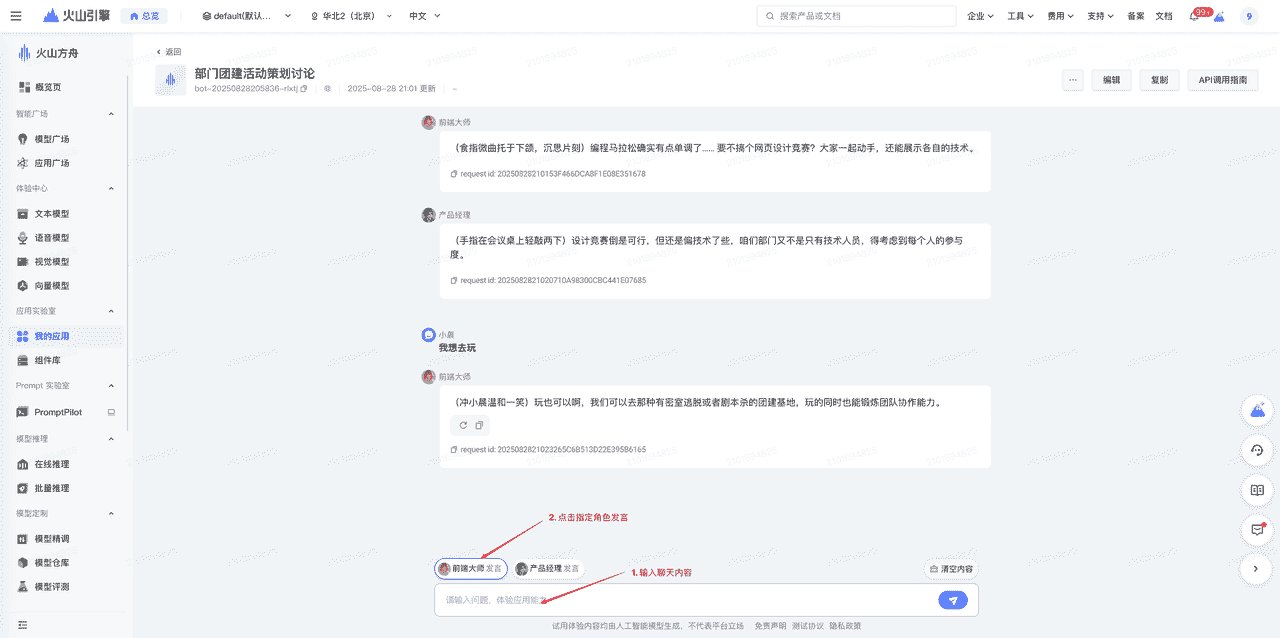 火山引擎
总览
default(默认...
华北2（北京）
中文
搜索产品或文档
企业
工具
费用
支持
备案
文档
99+
9
火山方舟
概览页
智能广场
模型广场
应用广场
体验中心
文本模型
语音模型
视觉模型
向量模型
应用实验室
我的应用
组件库
Prompt 实验室
PromptPilot
模型推理
在线推理
批量推理
模型定制
模型精调
模型仓库
模型评测
返回
部门团建活动策划讨论
bot-20250828205836-rlxtj
2025-08-28 21:01 更新
...
编辑
复制
API调用指南
前端大师
（食指微曲托于下颌，沉思片刻）编程马拉松确实有点单调了...... 要不搞个网页设计竞赛？大家一起动手，还能展示各自的技术。
request id: 20250828210153F466DCA8F1E08E351678
产品经理
（手指在会议桌上轻敲两下）设计竞赛倒是可行，但还是偏技术了些，咱们部门又不是只有技术人员，得考虑到每个人的参与
度。
request id: 2025082821020710A98300CBC441E07685
小晨
我想去玩
前端大师
（冲小晨温和一笑）玩也可以啊，我们可以去那种有密室逃脱或者剧本杀的团建基地，玩的同时也能锻炼团队协作能力。
request id: 2025082821023265C6B513D22E395B6165
2.点击指定角色发言
前端大师 发言
产品经理 发言
1.输入聊天内容
清空内容
请输入问题，体验应用能力
试用体验内容均由人工智能模型生成，不代表平台立场
免责声明
测试协议
隐私政策